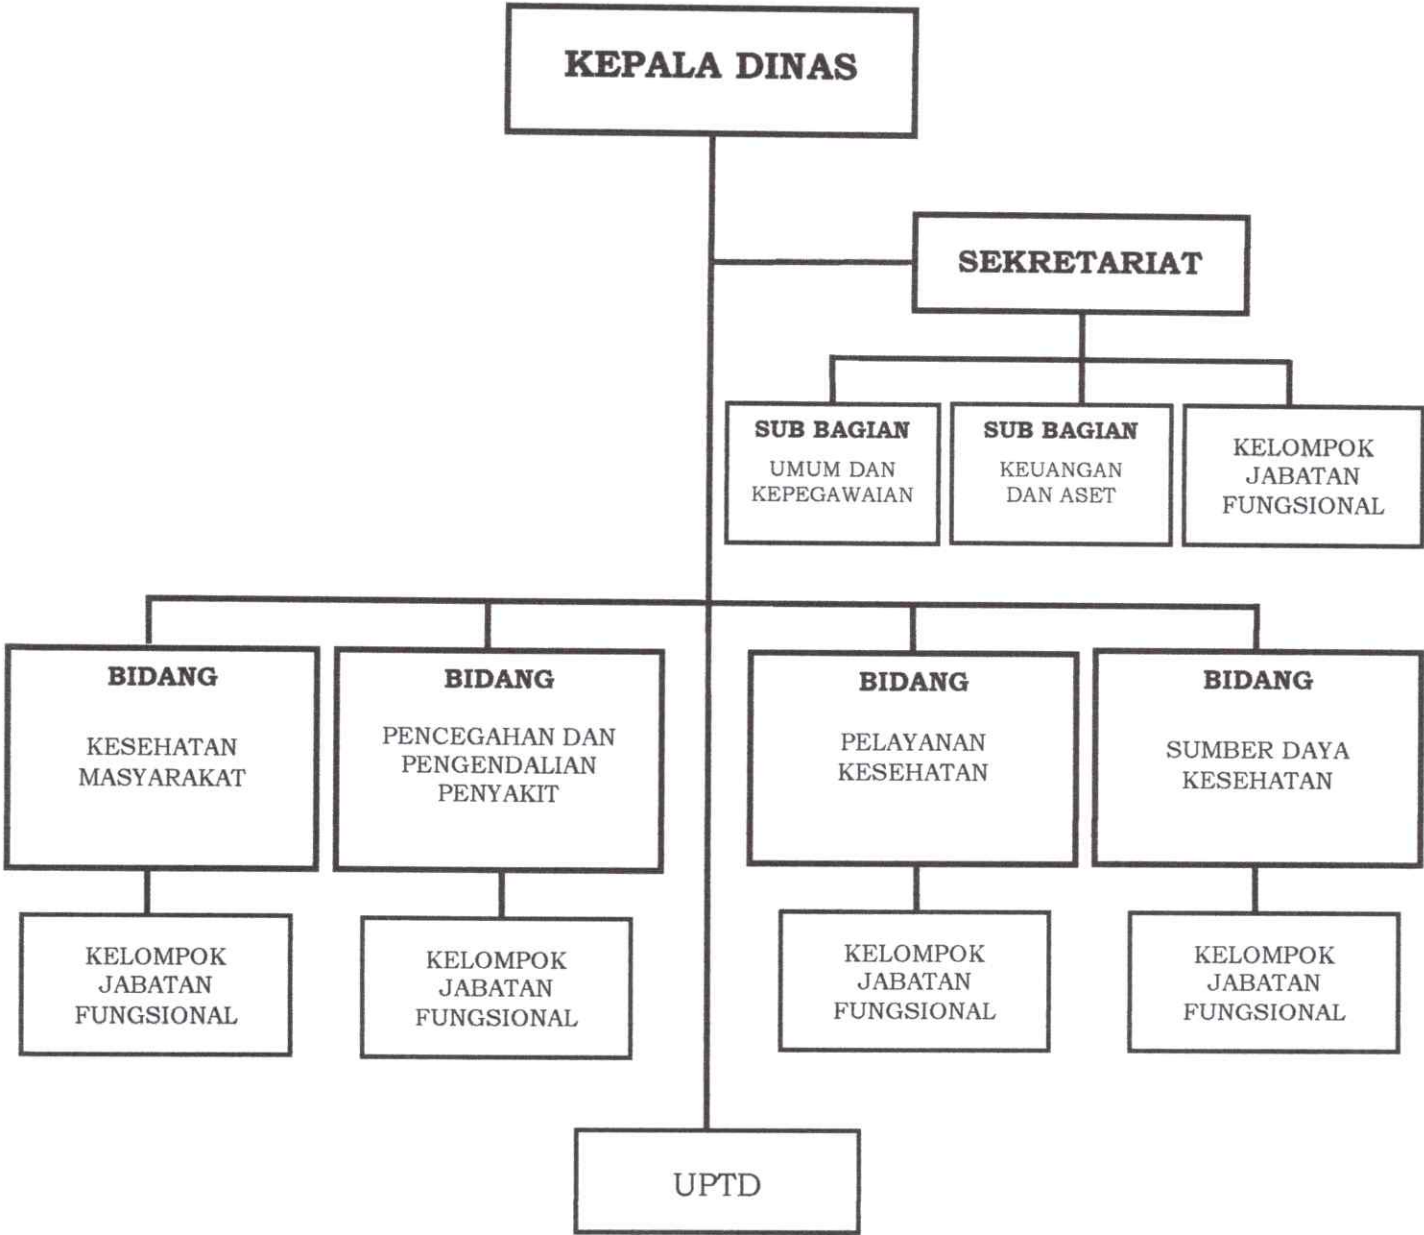 KEPALA DINAS
SEKRETARIAT
SUB BAGIAN
UMUM DAN
KEPEGAWAIAN
SUB BAGIAN
KEUANGAN
DAN ASET
KELOMPOK
JABATAN
FUNGSIONAL
BIDANG
KESEHATAN
MASYARAKAT
BIDANG
PENCEGAHAN DAN
PENGENDALIAN
PENYAKIT
BIDANG
PELAYANAN
KESEHATAN
BIDANG
SUMBER DAYA
KESEHATAN
KELOMPOK
JABATAN
FUNGSIONAL
KELOMPOK
JABATAN
FUNGSIONAL
KELOMPOK
JABATAN
FUNGSIONAL
KELOMPOK
JABATAN
FUNGSIONAL
UPTD